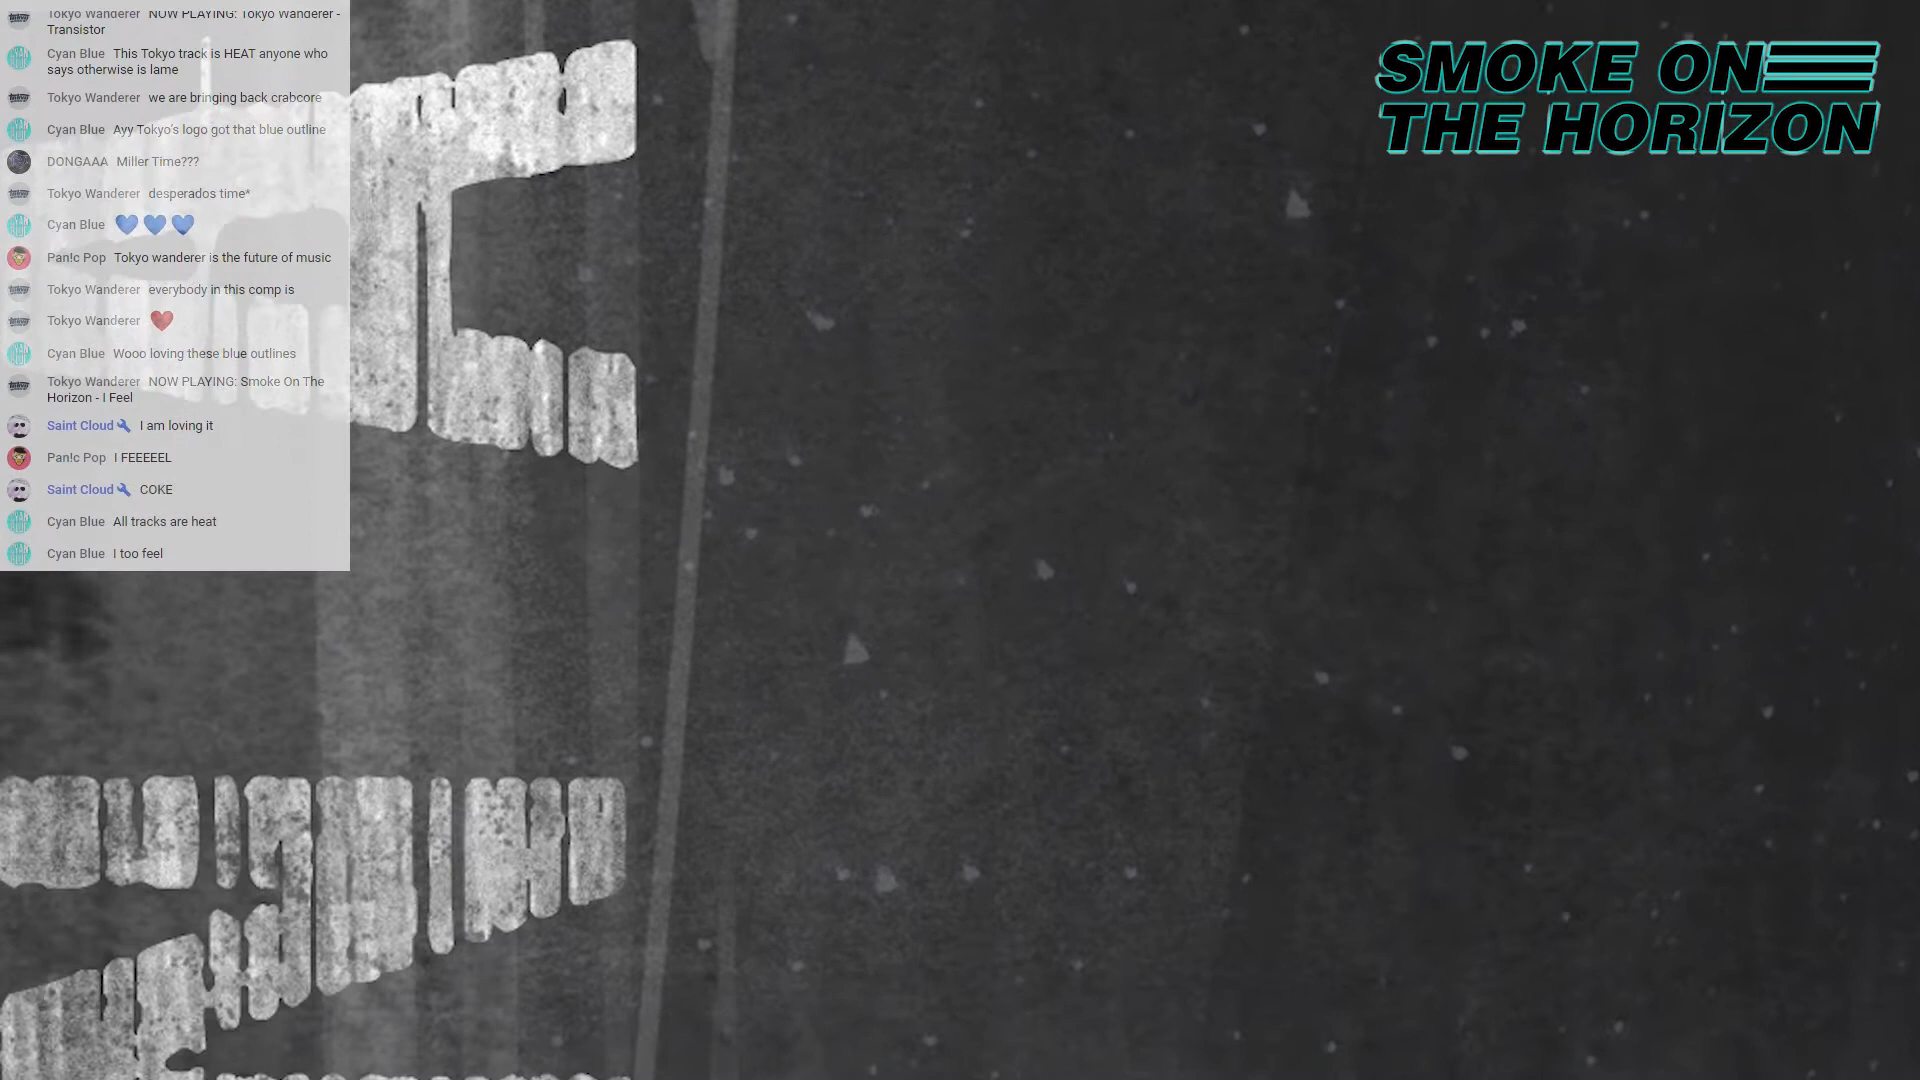 Tokyo Wanderer NOW PLAYING: Tokyo Wanderer -
Transistor
Cyan Blue This Tokyo track is HEAT anyone who
says otherwise is lame
Tokyo Wanderer we are bringing back crabcore
Cyan Blue Ayy Tokyo's logo got that blue outline
DONGAAA Miller Time???
Tokyo Wanderer desperados time*
Cyan Blue 💙 💙 💙
Pan!c Pop Tokyo wanderer is the future of music
Tokyo Wanderer everybody in this comp is
Tokyo Wanderer ❤️
Cyan Blue Wooo loving these blue outlines
Tokyo Wanderer NOW PLAYING: Smoke On The
Horizon - I Feel
Saint Cloud I am loving it
Pan!c Pop I FEEEEEL
Saint Cloud COKE
Cyan Blue All tracks are heat
Cyan Blue I too feel
SMOKE ON
THE HORIZON